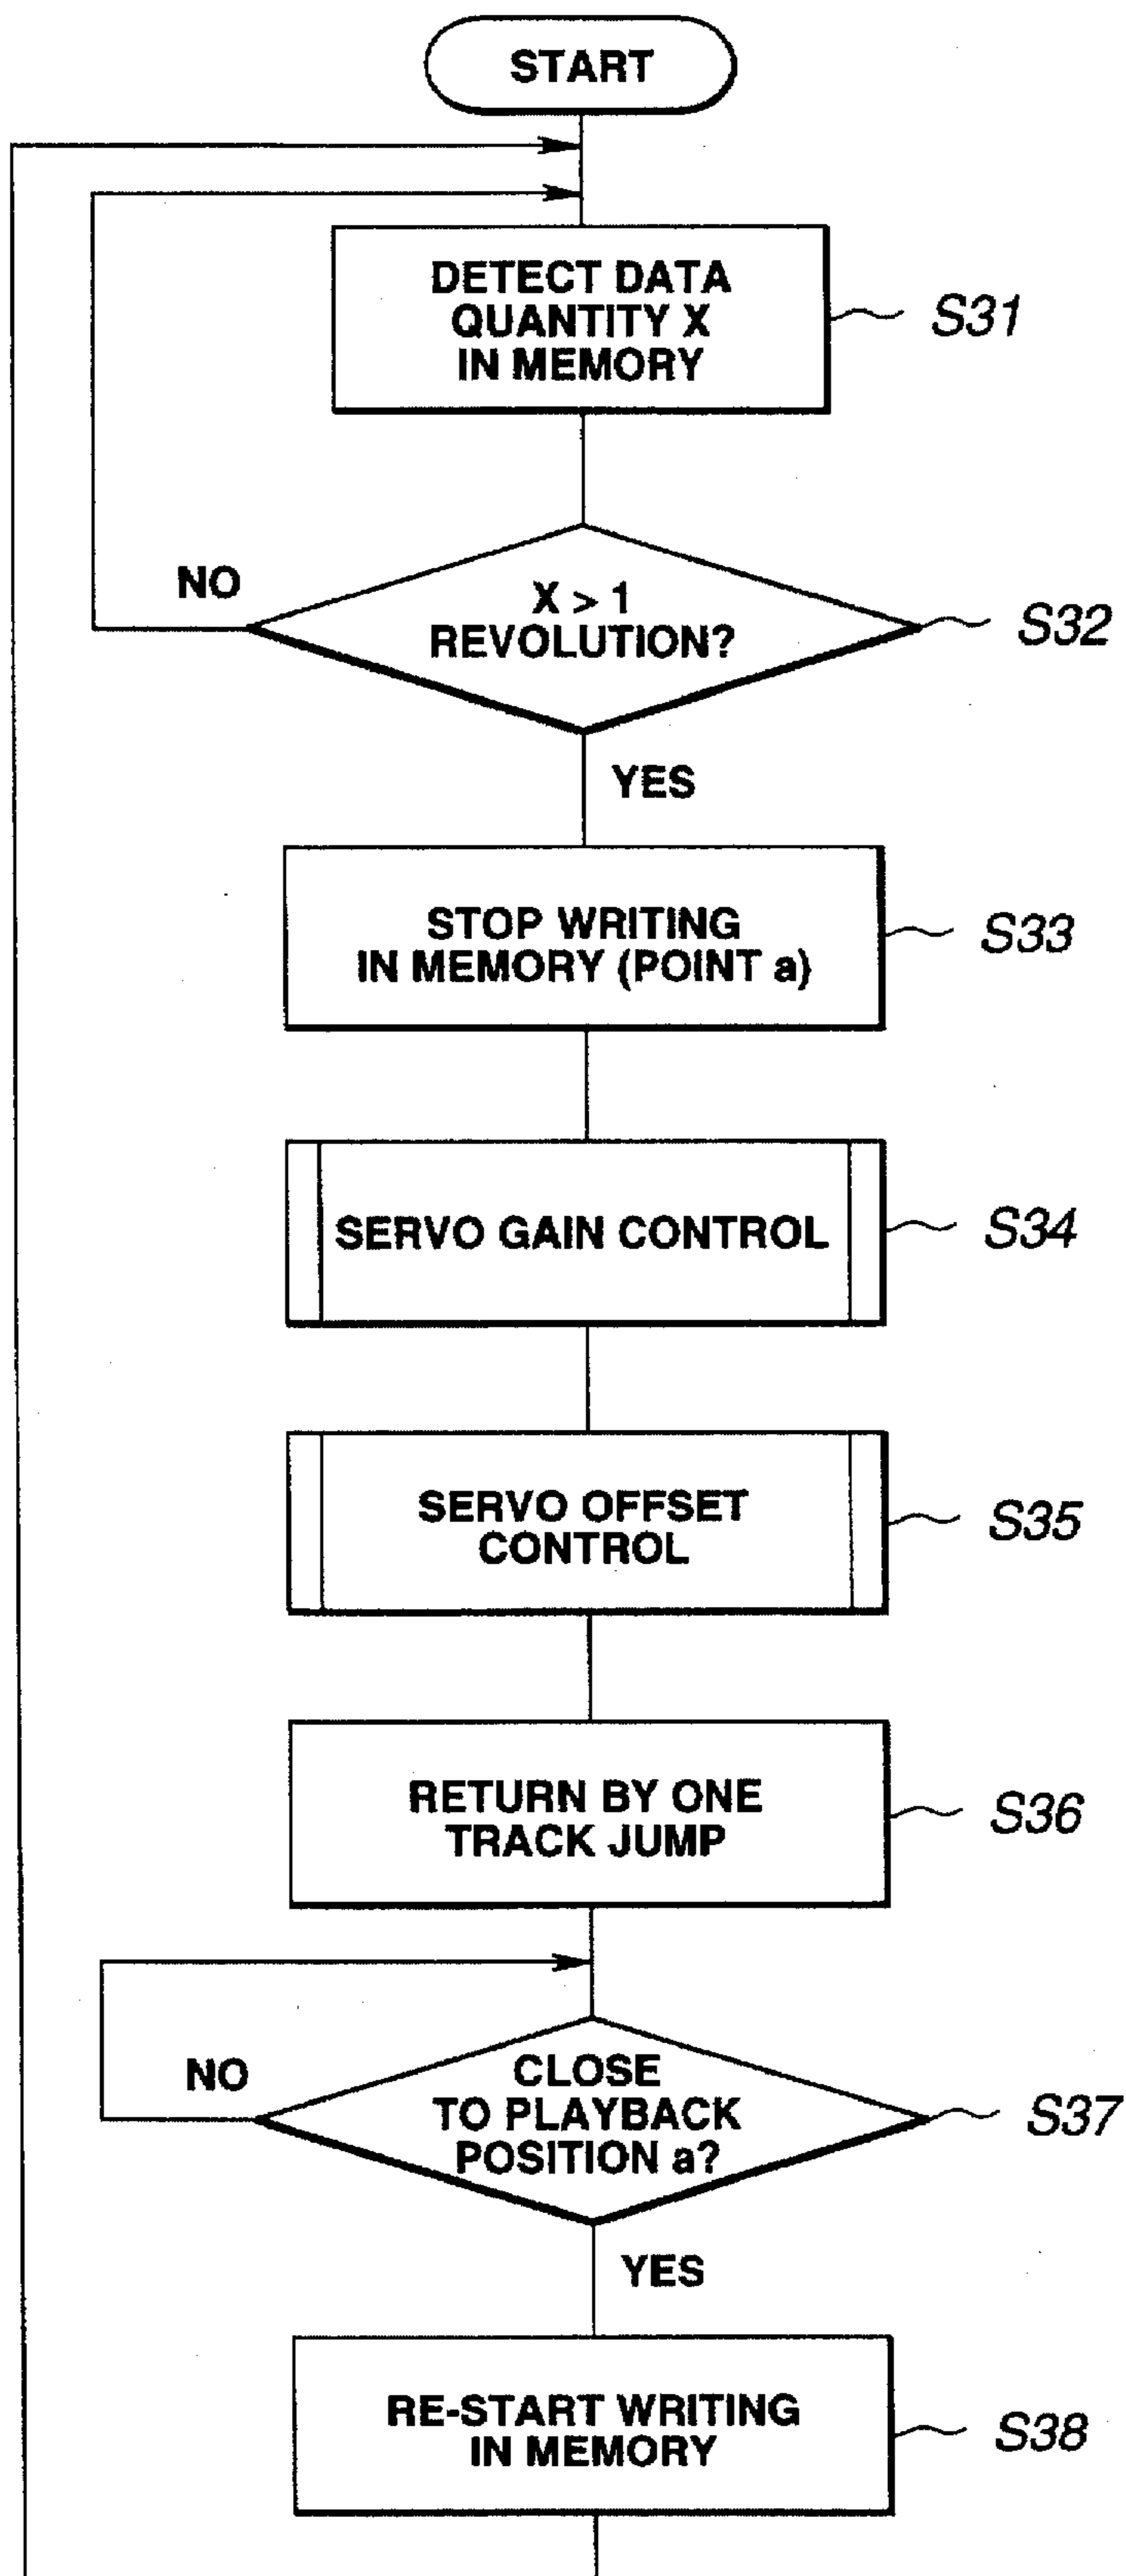 START
DETECT DATA
QUANTITY X
IN MEMORY
S31
NO
X > 1
REVOLUTION?
S32
YES
STOP WRITING
IN MEMORY (POINT a)
S33
SERVO GAIN CONTROL
S34
SERVO OFFSET
CONTROL
S35
RETURN BY ONE
TRACK JUMP
S36
NO
CLOSE
TO PLAYBACK
POSITION a?
S37
YES
RE-START WRITING
IN MEMORY
S38